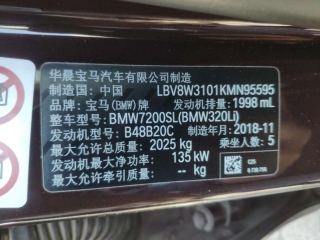 华晨宝马汽车有限公司制造
制造国：中国 LBV8W3101KMN95595
品牌：宝马(BMW)牌 发动机排量：1998 mL
整车型号：BMW7200SL(BMW320Li)
发动机型号：B48B20C 制造年月：2018-11
最大允许总质量：2025 kg 乘坐人数：5
发动机最大净功率：135 kW
最大允许牵引质量：- kg